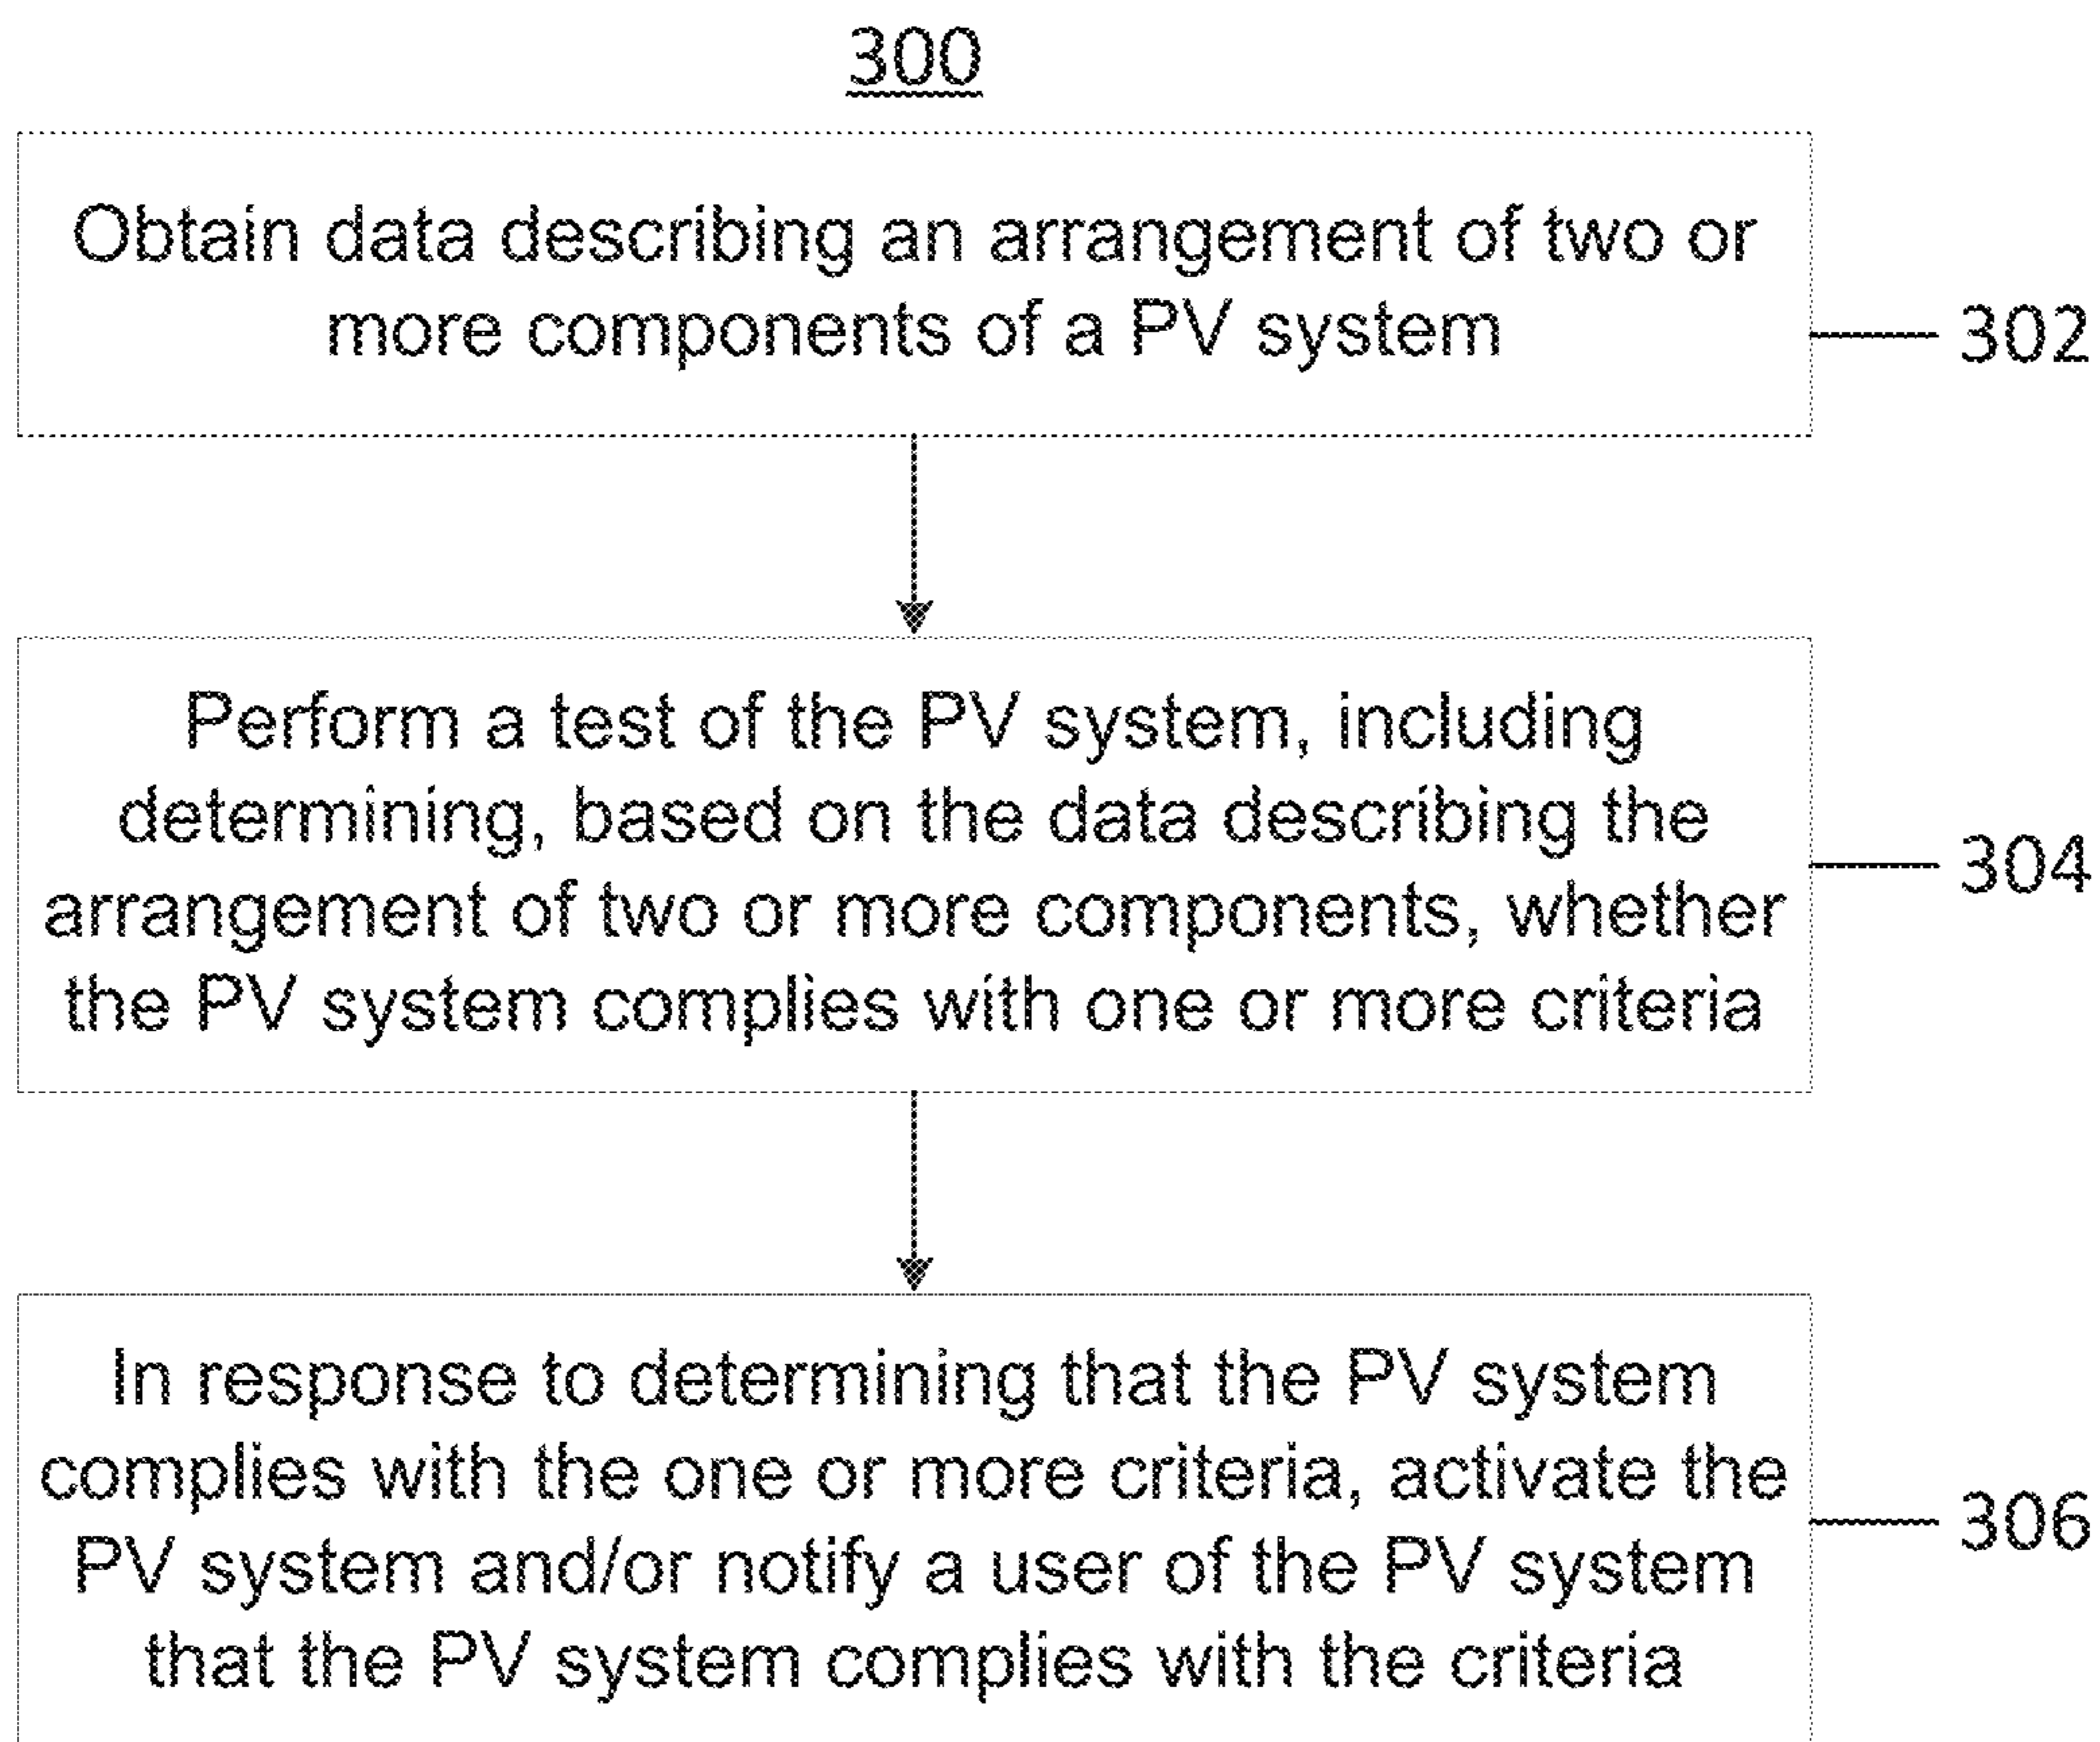 300
Obtain data describing an arrangement of two or
more components of a PV system
302
Perform a test of the PV system, including
determining, based on the data describing the
arrangement of two or more components, whether
the PV system complies with one or more criteria
304
In response to determining that the PV system
complies with the one or more criteria, activate the
PV system and/or notify a user of the PV system
that the PV system complies with the criteria
306